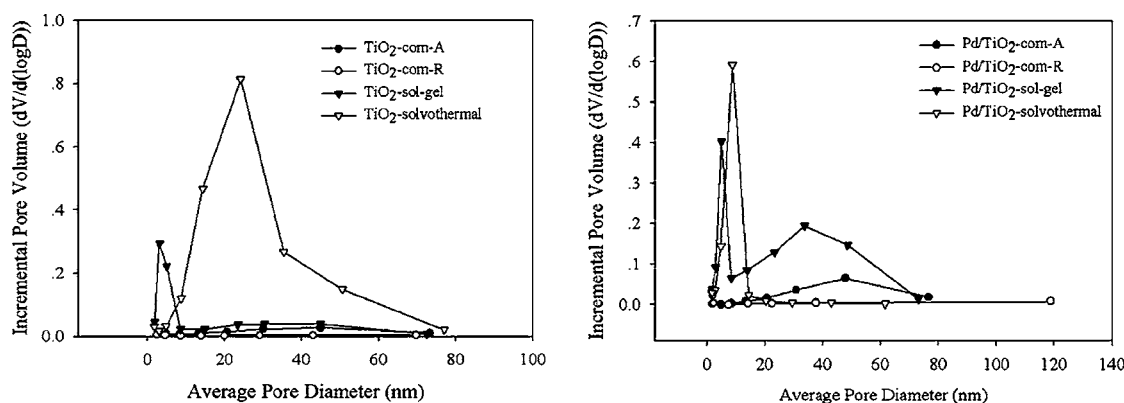 Incremental Pore Volume (dV/d(logD))
1.0
.8
.6
.4
.2
0.0
TiO2-com-A
TiO2-com-R
TiO2-sol-gel
TiO2-solvothermal
0 20 40 60 80 100
Average Pore Diameter (nm)
Incremental Pore Volume (dV/d(logD))
.7
.6
.5
.4
.3
.2
.1
0.0
Pd/TiO2-com-A
Pd/TiO2-com-R
Pd/TiO2-sol-gel
Pd/TiO2-solvothermal
0 20 40 60 80 100 120 140
Average Pore Diameter (nm)